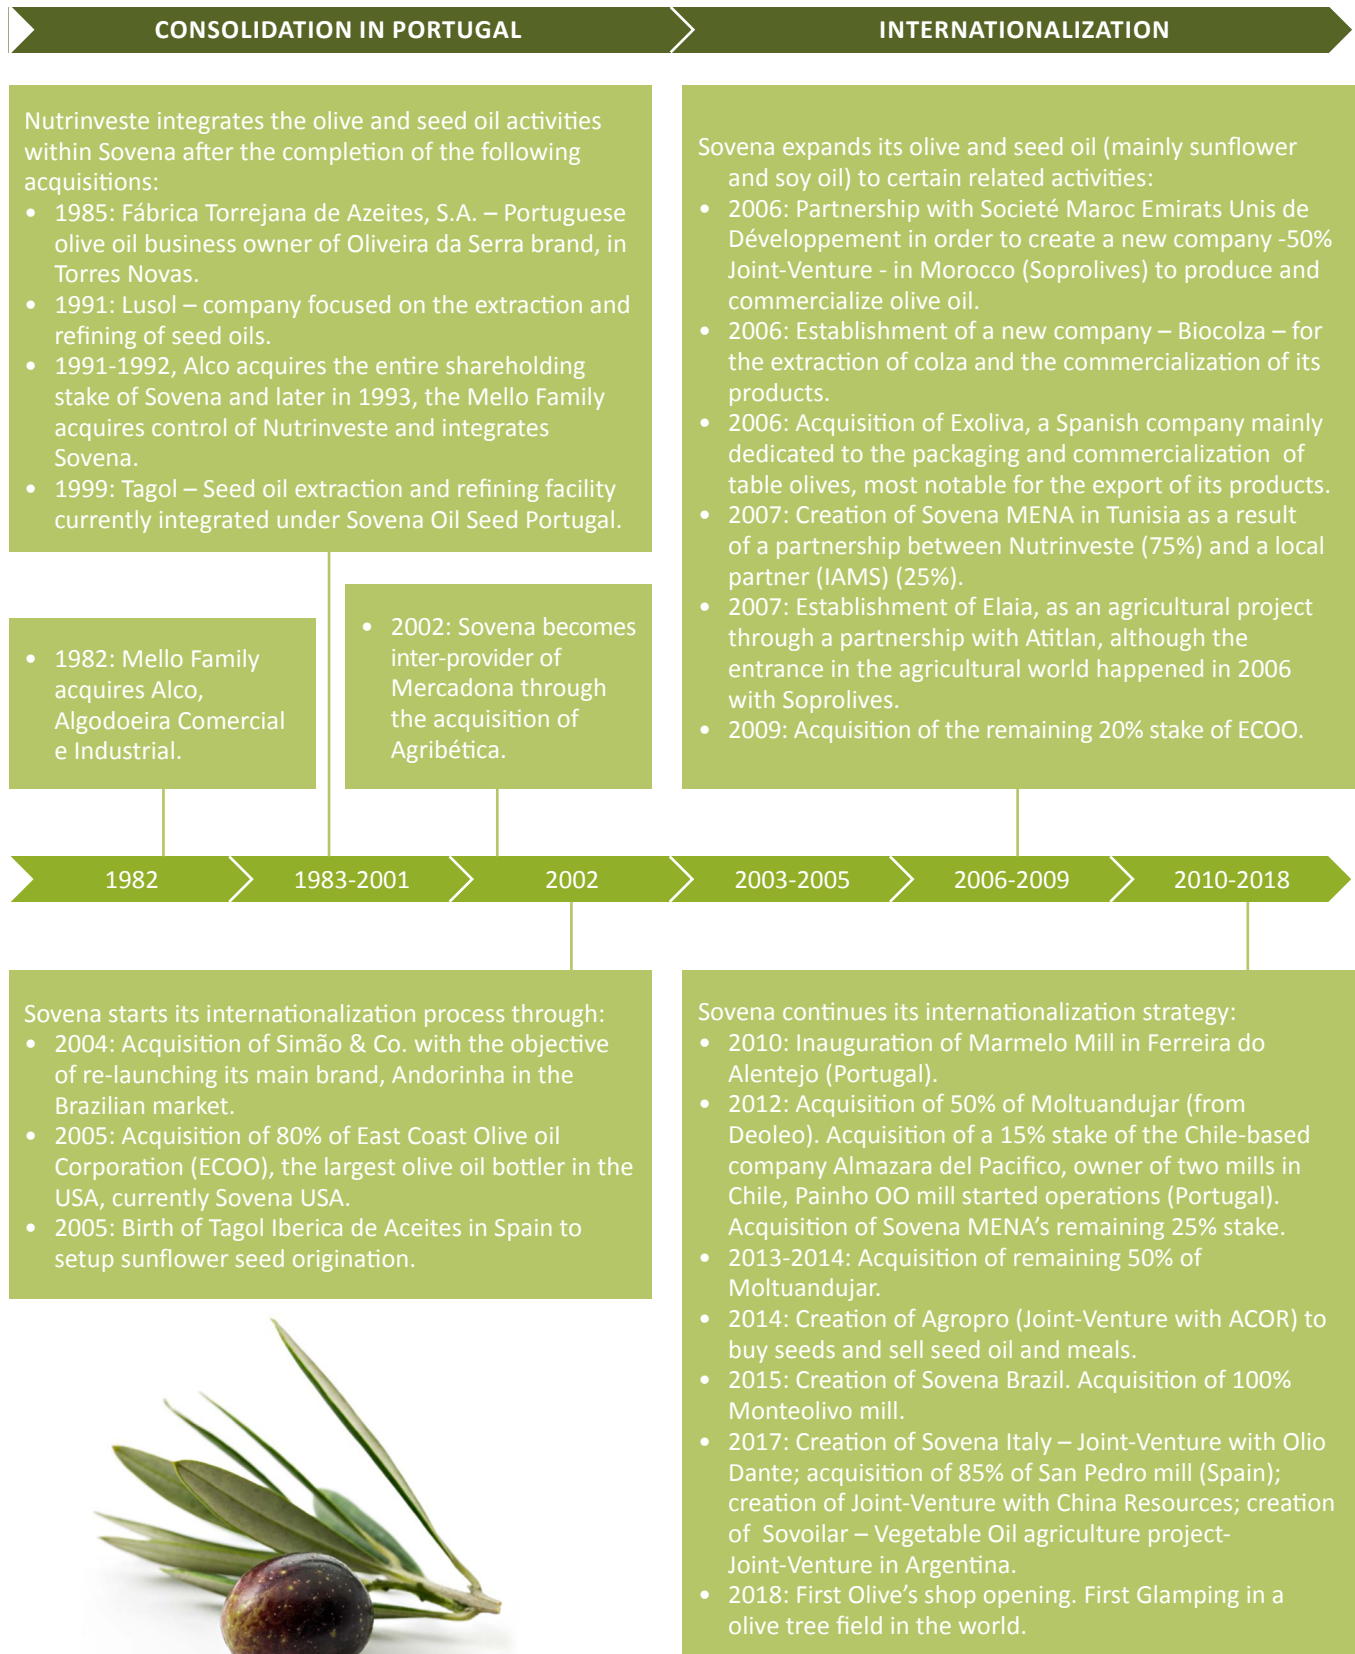 CONSOLIDATION IN PORTUGAL
INTERNATIONALIZATION
Nutrinveste integrates the olive and seed oil activities
within Sovena after the completion of the following
acquisitions:
• 1985: Fábrica Torrejana de Azeites, S.A. – Portuguese
olive oil business owner of Oliveira da Serra brand, in
Torres Novas.
• 1991: Lusol – company focused on the extraction and
refining of seed oils.
• 1991-1992, Alco acquires the entire shareholding
stake of Sovena and later in 1993, the Mello Family
acquires control of Nutrinveste and integrates
Sovena.
• 1999: Tagol – Seed oil extraction and refining facility
currently integrated under Sovena Oil Seed Portugal.
• 1982: Mello Family
acquires Alco,
Algodoeira Comercial
e Industrial.
• 2002: Sovena becomes
inter-provider of
Mercadona through
the acquisition of
Agribética.
Sovena expands its olive and seed oil (mainly sunflower
and soy oil) to certain related activities:
• 2006: Partnership with Societé Maroc Emirats Unis de
Développement in order to create a new company -50%
Joint-Venture - in Morocco (Soprolives) to produce and
commercialize olive oil.
• 2006: Establishment of a new company – Biocolza – for
the extraction of colza and the commercialization of its
products.
• 2006: Acquisition of Exoliva, a Spanish company mainly
dedicated to the packaging and commercialization of
table olives, most notable for the export of its products.
• 2007: Creation of Sovena MENA in Tunisia as a result
of a partnership between Nutrinveste (75%) and a local
partner (IAMS) (25%).
• 2007: Establishment of Elaia, as an agricultural project
through a partnership with Atitlan, although the
entrance in the agricultural world happened in 2006
with Soprolives.
• 2009: Acquisition of the remaining 20% stake of ECOO.
1982
1983-2001
2002
2003-2005
2006-2009
2010-2018
Sovena starts its internationalization process through:
• 2004: Acquisition of Simão & Co. with the objective
of re-launching its main brand, Andorinha in the
Brazilian market.
• 2005: Acquisition of 80% of East Coast Olive oil
Corporation (ECOO), the largest olive oil bottler in the
USA, currently Sovena USA.
• 2005: Birth of Tagol Iberica de Aceites in Spain to
setup sunflower seed origination.
Sovena continues its internationalization strategy:
• 2010: Inauguration of Marmelo Mill in Ferreira do
Alentejo (Portugal).
• 2012: Acquisition of 50% of Moltuandujar (from
Deoleo). Acquisition of a 15% stake of the Chile-based
company Almazara del Pacifico, owner of two mills in
Chile, Painho OO mill started operations (Portugal).
Acquisition of Sovena MENA’s remaining 25% stake.
• 2013-2014: Acquisition of remaining 50% of
Moltuandujar.
• 2014: Creation of Agropro (Joint-Venture with ACOR) to
buy seeds and sell seed oil and meals.
• 2015: Creation of Sovena Brazil. Acquisition of 100%
Monteolivo mill.
• 2017: Creation of Sovena Italy – Joint-Venture with Olio
Dante; acquisition of 85% of San Pedro mill (Spain);
creation of Joint-Venture with China Resources; creation
of Sovoilar – Vegetable Oil agriculture project-
Joint-Venture in Argentina.
• 2018: First Olive’s shop opening. First Glamping in a
olive tree field in the world.